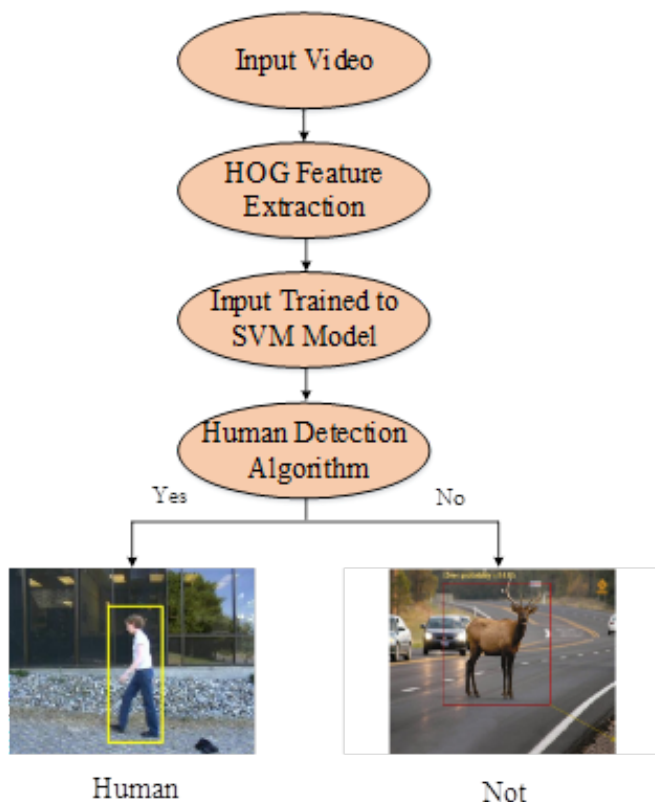 Input Video
HOG Feature
Extraction
Input Trained to
SVM Model
Human Detection
Algorithm
Yes
No
Human
Not